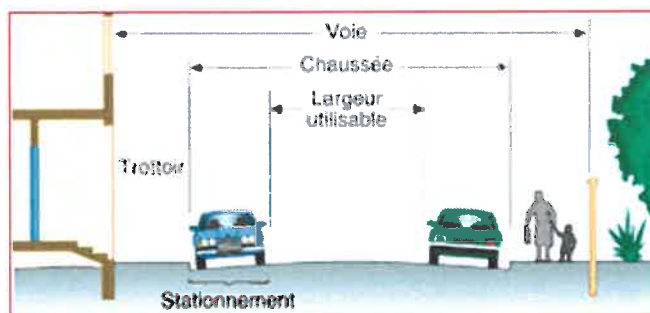 Voie
Chaussée
Largeur
utilisable
Trottoir
Stationnement